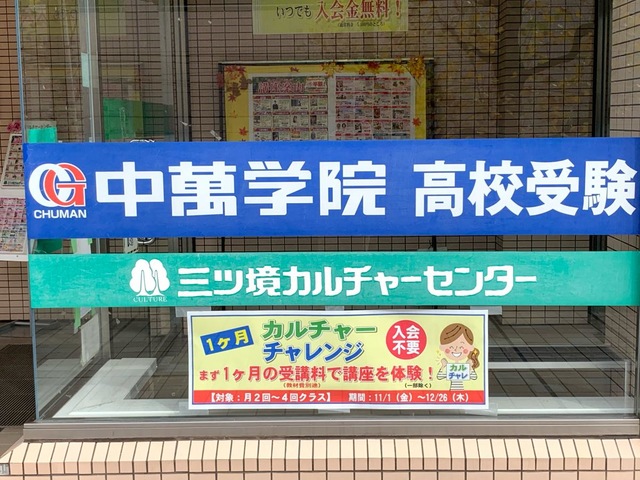 いつでも入会金無料！
CG
CHUMAN
中萬学院 高校受験
CULTURE
三ツ境カルチャーセンター
1ヶ月 カルチャーチャレンジ
入会不要
まず1ヶ月の受講料で講座を体験！
(教材費別途)
(一部除く)
カルチャレ
【対象：月2回～4回クラス】 期間：11/1（金）～12/26（木）